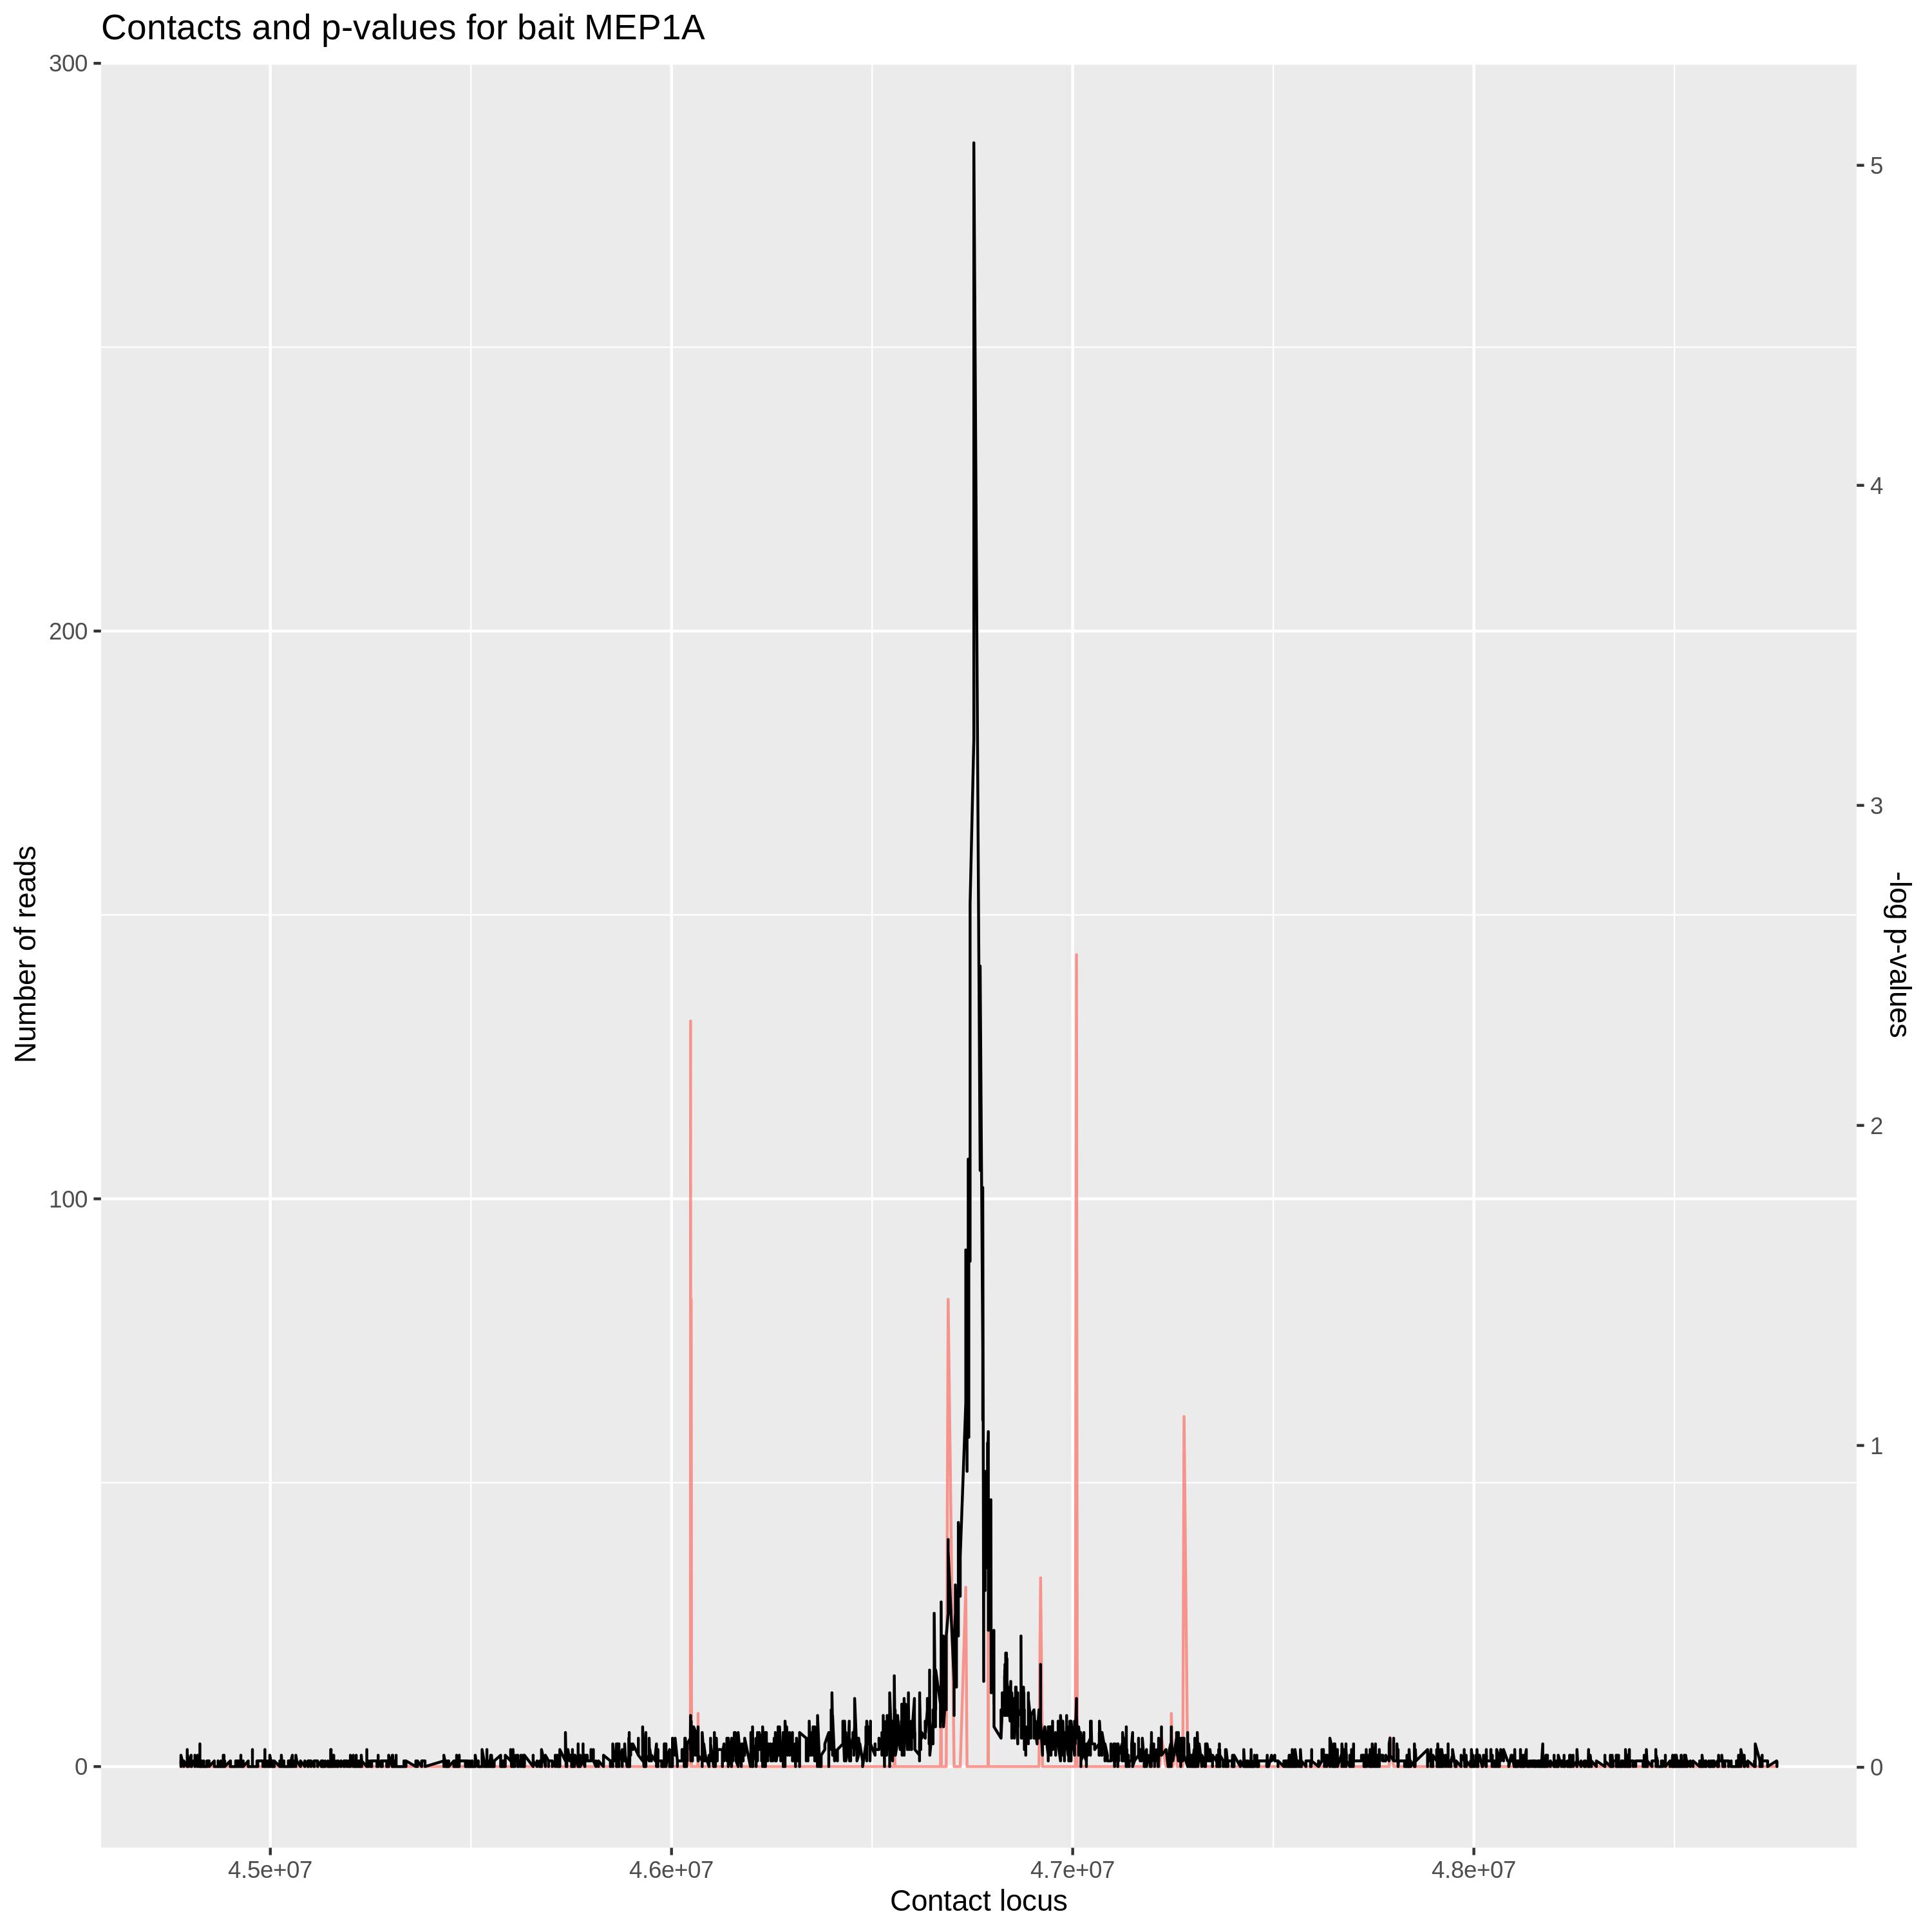 Contacts and p-values for bait MEP1A
300
200
100
0
Number of reads
5
4
3
2
1
0
-log p-values
4.5e+07 4.6e+07 4.7e+07 4.8e+07
Contact locus